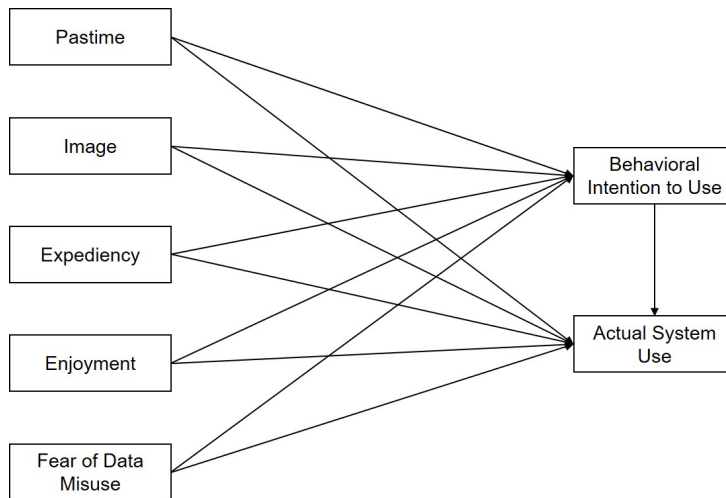 Pastime
Image
Expediency
Enjoyment
Fear of Data
Misuse
Behavioral
Intention to Use
Actual System
Use